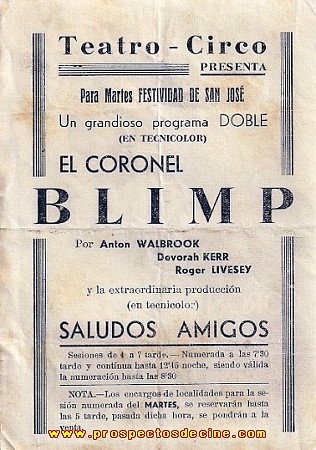 Teatro - Circo
PRESENTA
Para Martes FESTIVIDAD DE SAN JOSÉ
Un grandioso programa DOBLE
(EN TECNICOLOR)
EL CORONEL
BLIMP
Por Anton WALBROOK
Devorah KERR
Roger LIVESEY
y la extraordinaria producción
(en tecnicolor)
SALUDOS AMIGOS
Sesiones de 4 a 7 tarde.—Numerada a las 7'30
tarde y continua hasta 12'45 noche, siendo válida
la numeración hasta las 8'30
NOTA.—Los encargos de localidades para la se-
sión numerada del MARTES, se reservarán hasta
las 5 tarde, pasada dicha hora, se pondrán a la
venta.
www.prospectosdecine.com